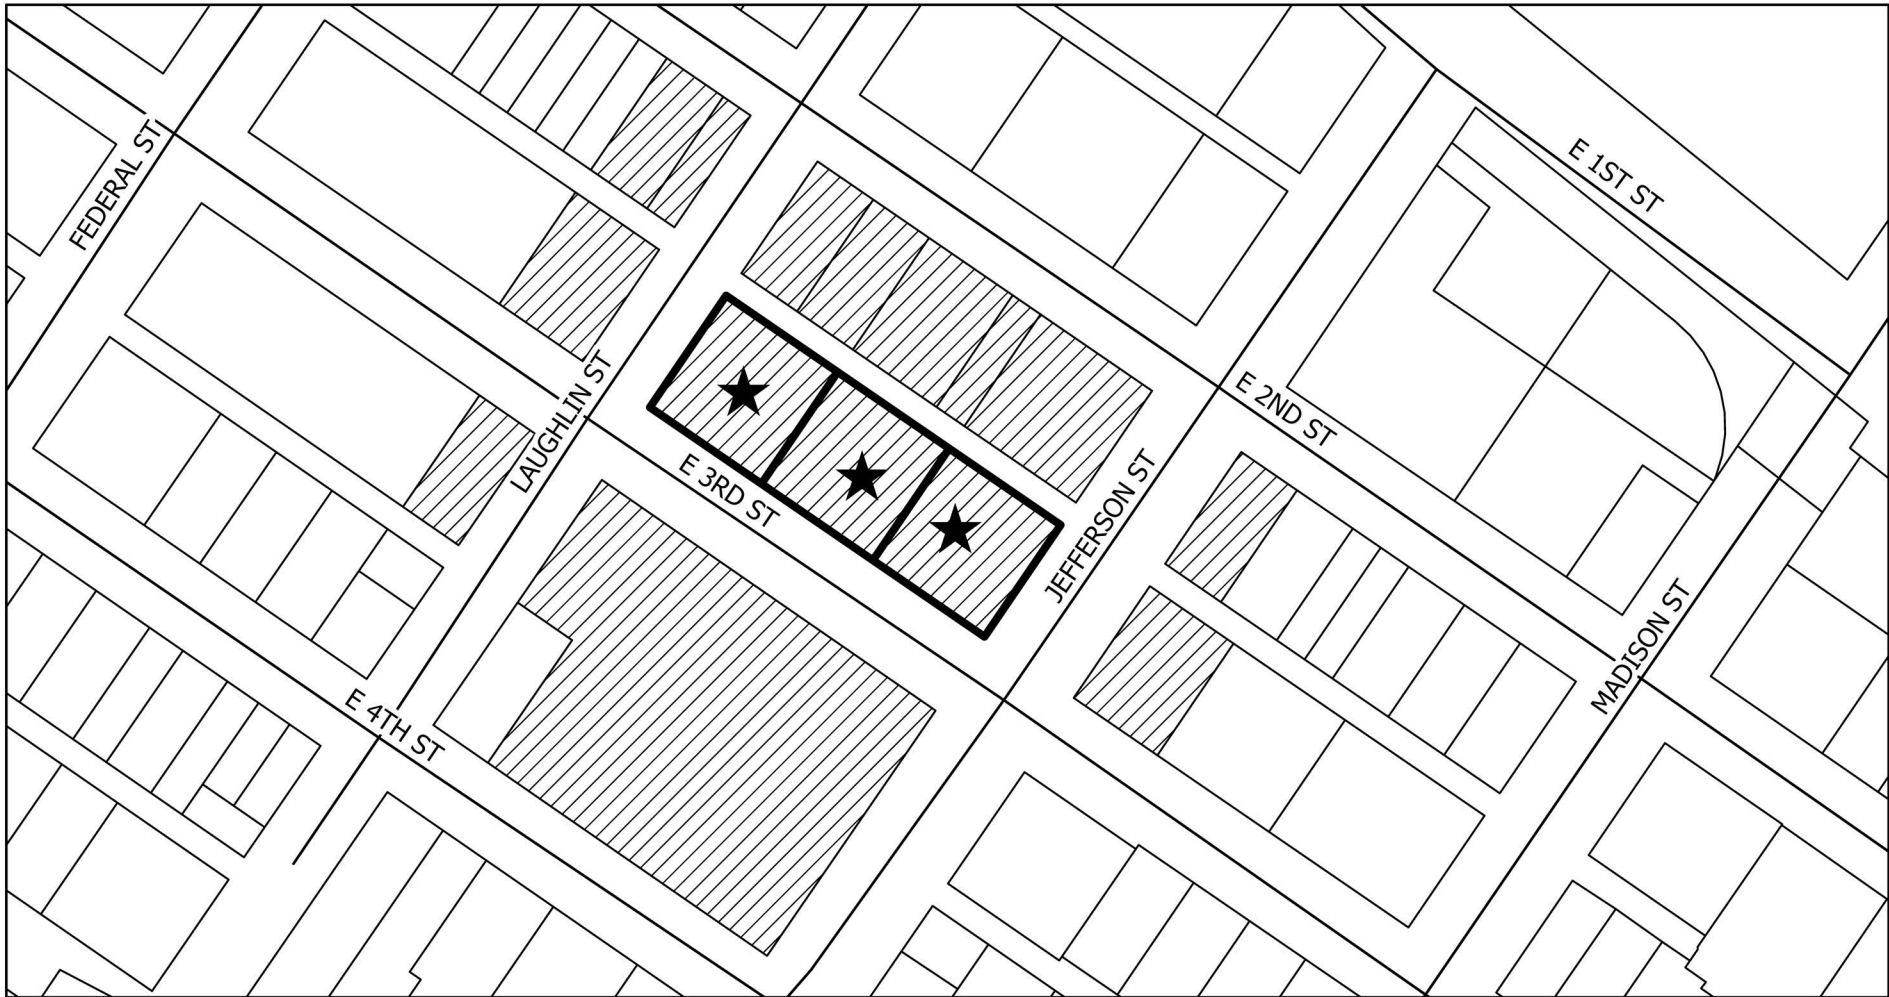 E 1ST ST
FEDERAL ST
E 2ND ST
LAUGHLIN ST
E 3RD ST
JEFFERSON ST
MADISON ST
E 4TH ST